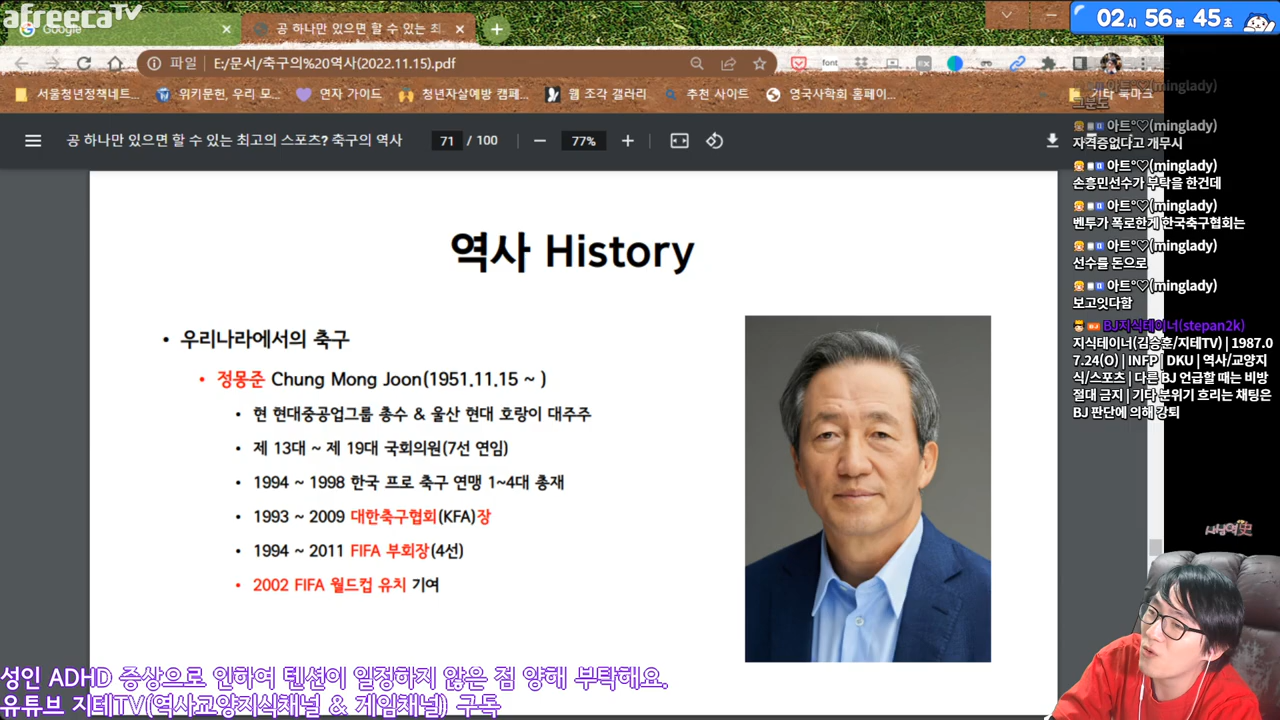 afreecaTV
Google
공 하나만 있으면 할 수 있는 최
02시 56분 45초
파일 | E:/문서/축구의%20역사(2022.11.15).pdf
서울청년정책네트...
위키문헌, 우리 모...
연자 가이드
청년자살예방 캠페...
웹 조각 갤러리
추천 사이트
영국사학회 홈페이...
기타 북마크
공 하나만 있으면 할 수 있는 최고의 스포츠? 축구의 역사
71 / 100
77%
역사 History
• 우리나라에서의 축구
• 정몽준 Chung Mong Joon(1951.11.15 ~ )
• 현 현대중공업그룹 총수 & 울산 현대 호랑이 대주주
• 제 13대 ~ 제 19대 국회의원(7선 연임)
• 1994 ~ 1998 한국 프로 축구 연맹 1~4대 총재
• 1993 ~ 2009 대한축구협회(KFA)장
• 1994 ~ 2011 FIFA 부회장(4선)
• 2002 FIFA 월드컵 유치 기여
아트°♡(minglady)
그분도
아트°♡(minglady)
자격증없다고 개무시
아트°♡(minglady)
손흥민선수가 부탁을 한건데
아트°♡(minglady)
벤투가 폭로한게 한국축구협회는
아트°♡(minglady)
선수를 돈으로
아트°♡(minglady)
보고잇다함
BJ지식테이너(stepan2k)
지식테이너(김승훈/지테TV) | 1987.0
7.24(O) | INFP | DKU | 역사/교양지
식/스포츠 | 다른 BJ 언급할 때는 비방
절대 금지 | 기타 분위기 흐리는 채팅은
BJ 판단에 의해 강퇴
성인 ADHD 증상으로 인하여 텐션이 일정하지 않은 점 양해 부탁해요.
유튜브 지테TV(역사교양지식채널 & 게임채널) 구독